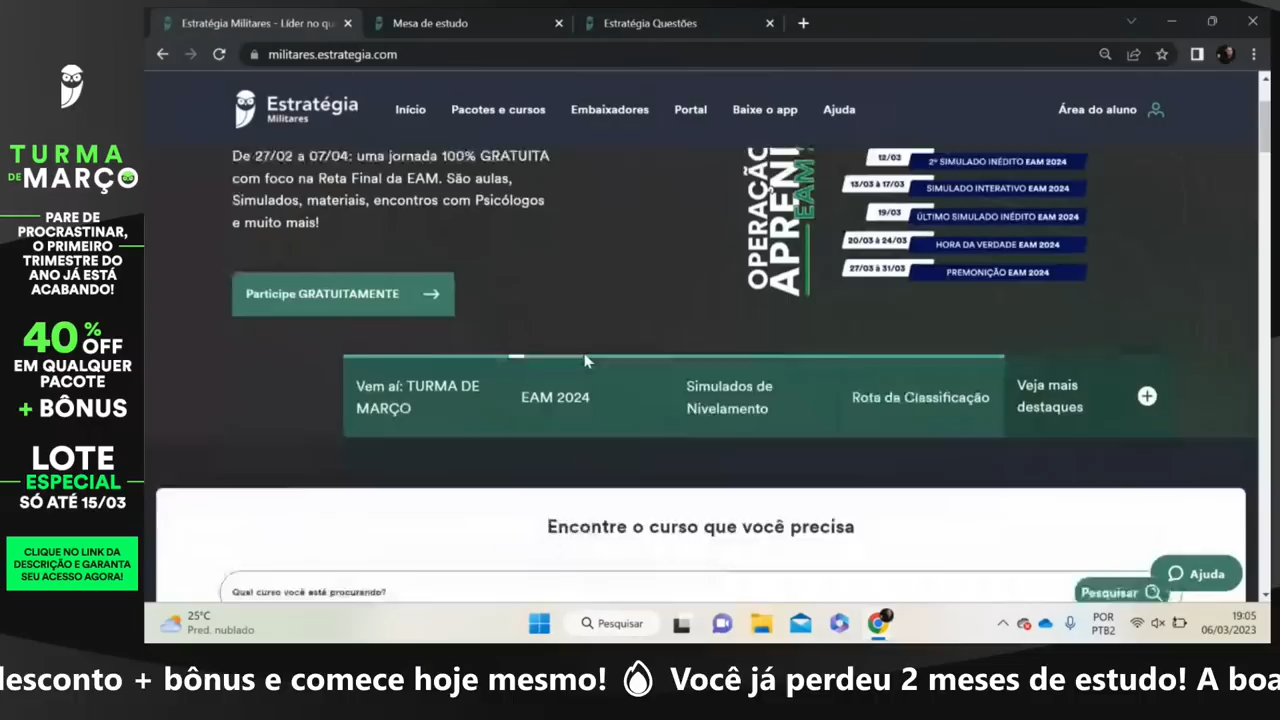 Estratégia Militares - Líder no qu
Mesa de estudo
Estratégia Questões
militares.estrategia.com
Estratégia
Militares
Início
Pacotes e cursos
Embaixadores
Portal
Baixe o app
Ajuda
Área do aluno
TURMA
DE MARÇO
PARE DE
PROCRASTINAR,
O PRIMEIRO
TRIMESTRE DO
ANO JÁ ESTÁ
ACABANDO!
40% OFF
EM QUALQUER
PACOTE
+ BÔNUS
LOTE
ESPECIAL
SÓ ATÉ 15/03
CLIQUE NO LINK DA
DESCRIÇÃO E GARANTA
SEU ACESSO AGORA!
De 27/02 a 07/04: uma jornada 100% GRATUITA
com foco na Reta Final da EAM. São aulas,
Simulados, materiais, encontros com Psicólogos
e muito mais!
Participe GRATUITAMENTE
OPERAÇÃO
APREN
EAM
12/03 2º SIMULADO INÉDITO EAM 2024
13/03 à 17/03 SIMULADO INTERATIVO EAM 2024
19/03 ÚLTIMO SIMULADO INÉDITO EAM 2024
20/03 à 24/03 HORA DA VERDADE EAM 2024
27/03 à 31/03 PREMONIÇÃO EAM 2024
Vem aí: TURMA DE
MARÇO
EAM 2024
Simulados de
Nivelamento
Rota da Classificação
Veja mais
destaques
Encontre o curso que você precisa
Qual curso você está procurando?
Pesquisar
Ajuda
25°C
Pred. nublado
Pesquisar
POR
PTB2
19:05
06/03/2023
desconto + bônus e comece hoje mesmo! Você já perdeu 2 meses de estudo! A boa